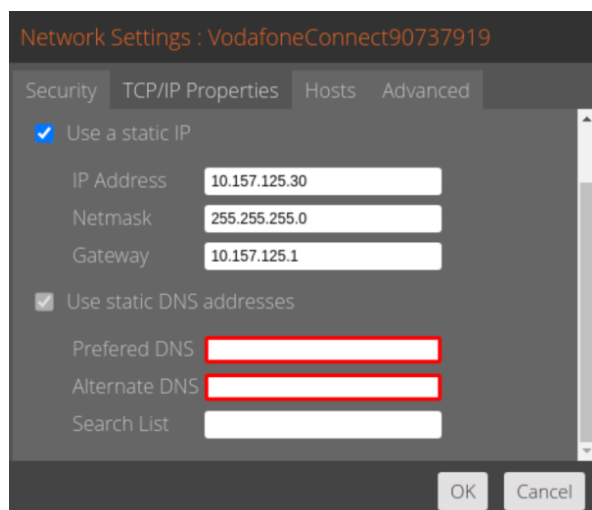 Network Settings : VodafoneConnect90737919
Security TCP/IP Properties Hosts Advanced
Use a static IP
IP Address 10.157.125.30
Netmask 255.255.255.0
Gateway 10.157.125.1
Use static DNS addresses
Prefered DNS
Alternate DNS
Search List
OK Cancel